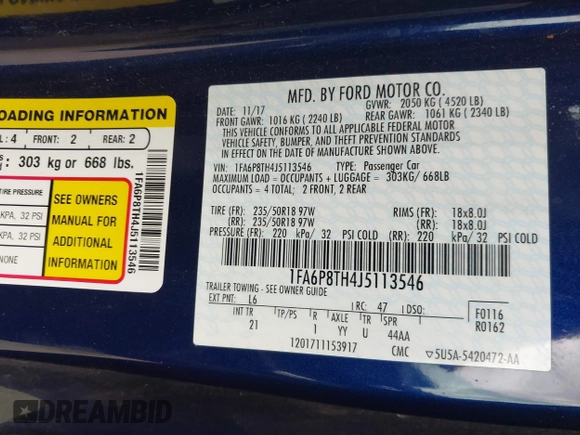 OADING INFORMATION
L: 4 FRONT: 2 REAR: 2
303 kg or 668 lbs.
TIRE PRESSURE
KPA, 32 PSI
KPA, 32 PSI
NONE
SEE OWNERS
MANUAL FOR
ADDITIONAL
INFORMATION
1FA6P8TH4J5113546
MFD. BY FORD MOTOR CO.
11/17 GVWR: 2050 KG ( 4520 LB)
FRONT GAWR: 1016 KG ( 2240 LB) REAR GAWR: 1061 KG ( 2340 LB)
THIS VEHICLE CONFORMS TO ALL APPLICABLE FEDERAL MOTOR
VEHICLE SAFETY, BUMPER, AND THEFT PREVENTION STANDARDS IN
EFFECT ON THE DATE OF MANUFACTURE SHOWN ABOVE.
VIN: 1FA6P8TH4J5113546 TYPE: Passenger Car
MAXIMUM LOAD = OCCUPANTS + LUGGAGE = 303KG/ 668LB
OCCUPANTS = 4 TOTAL; 2 FRONT, 2 REAR
TIRE (FR): 235/50R18 97W RIMS (FR): 18x8.0J
(RR): 235/50R18 97W (RR): 18x8.0J
PRESSURE (FR): 220 kPa/ 32 PSI COLD (RR): 220 kPa/ 32 PSI COLD
1FA6P8TH4J5113546
TRAILER TOWING - SEE OWNER GUIDE
EXT PNT: L6 RC: 47 DSO: F0116
INT TR TP/PS R AXLE TR SPR R0162
21 1 YY U 44AA
1201711153917 CMC 5U5A-5420472-AA
DREAMBID